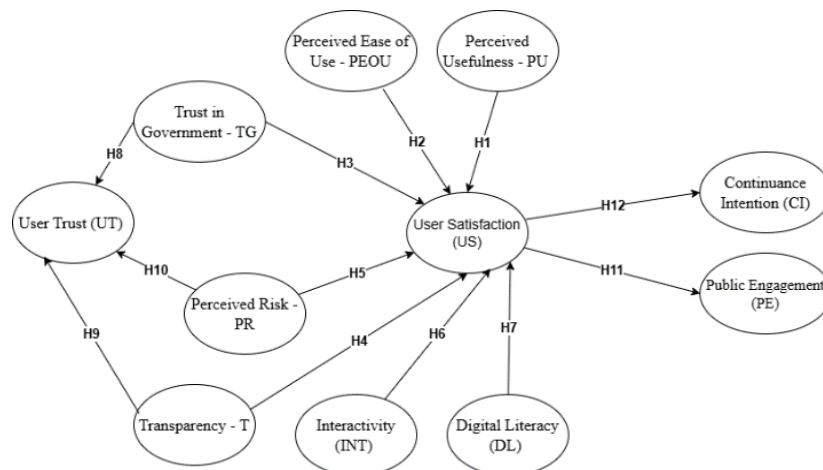 Perceived Ease of
Use - PEOU
Perceived
Usefulness - PU
Trust in
Government - TG
H8
H3
H2
H1
User Trust (UT)
User Satisfaction
(US)
H12
Continuance
Intention (CI)
H10
H5
H11
Perceived Risk -
PR
Public Engagement
(PE)
H9
H4
H6
H7
Transparency - T
Interactivity
(INT)
Digital Literacy
(DL)